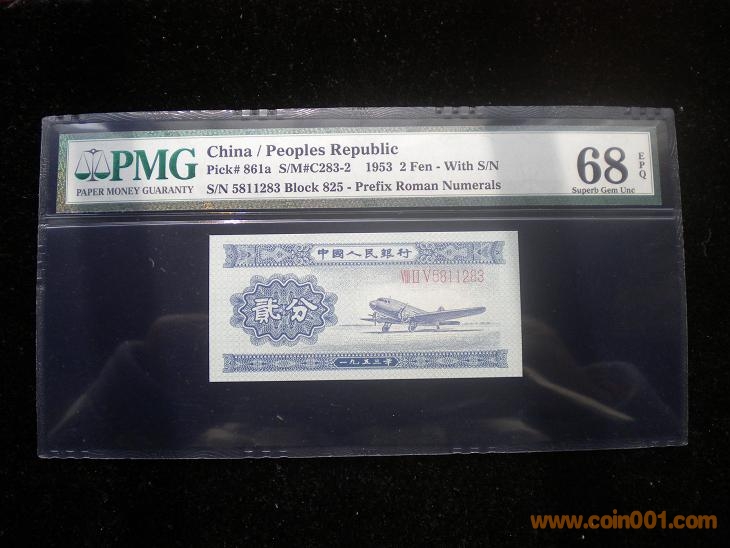 PMG
PAPER MONEY GUARANTY
China / Peoples Republic
Pick# 861a S/M#C283-2 1953 2 Fen - With S/N
S/N 5811283 Block 825 - Prefix Roman Numerals
68
EPQ
Superb Gem Unc
中國人民銀行
VIII II V 5811283
貳分
一九五三年
www.coin001.com